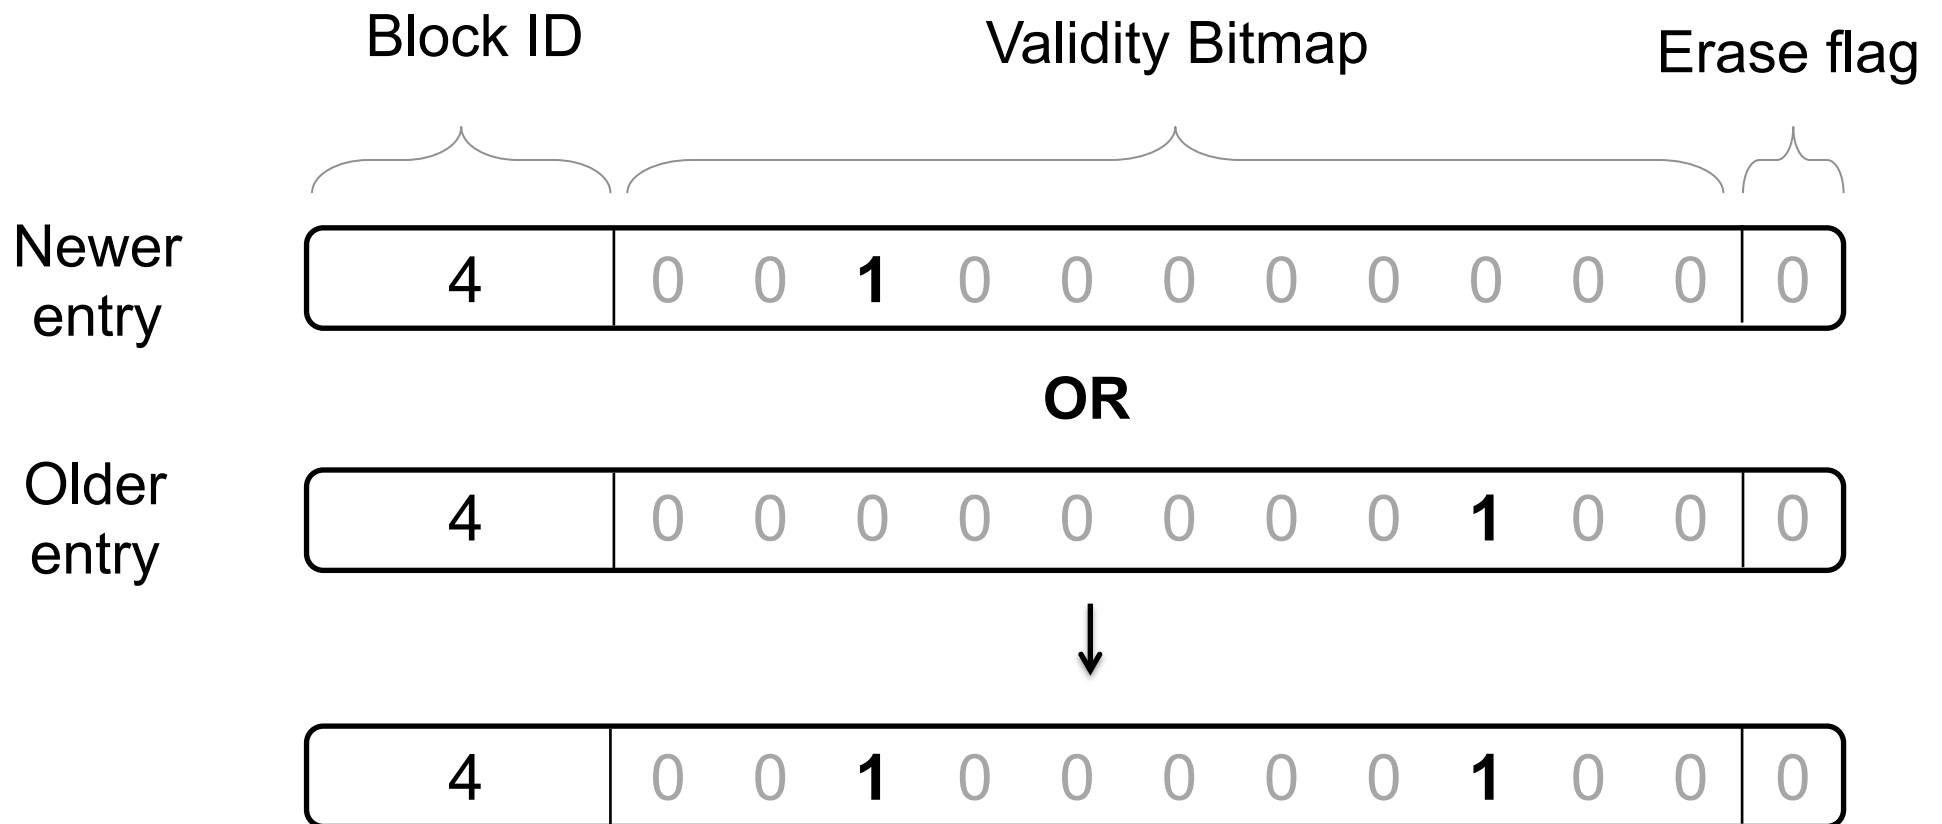 Block ID Validity Bitmap Erase flag
Newer
entry
4 0 0 1 0 0 0 0 0 0 0 0 0
OR
Older
entry
4 0 0 0 0 0 0 0 0 1 0 0 0
4 0 0 1 0 0 0 0 0 1 0 0 0